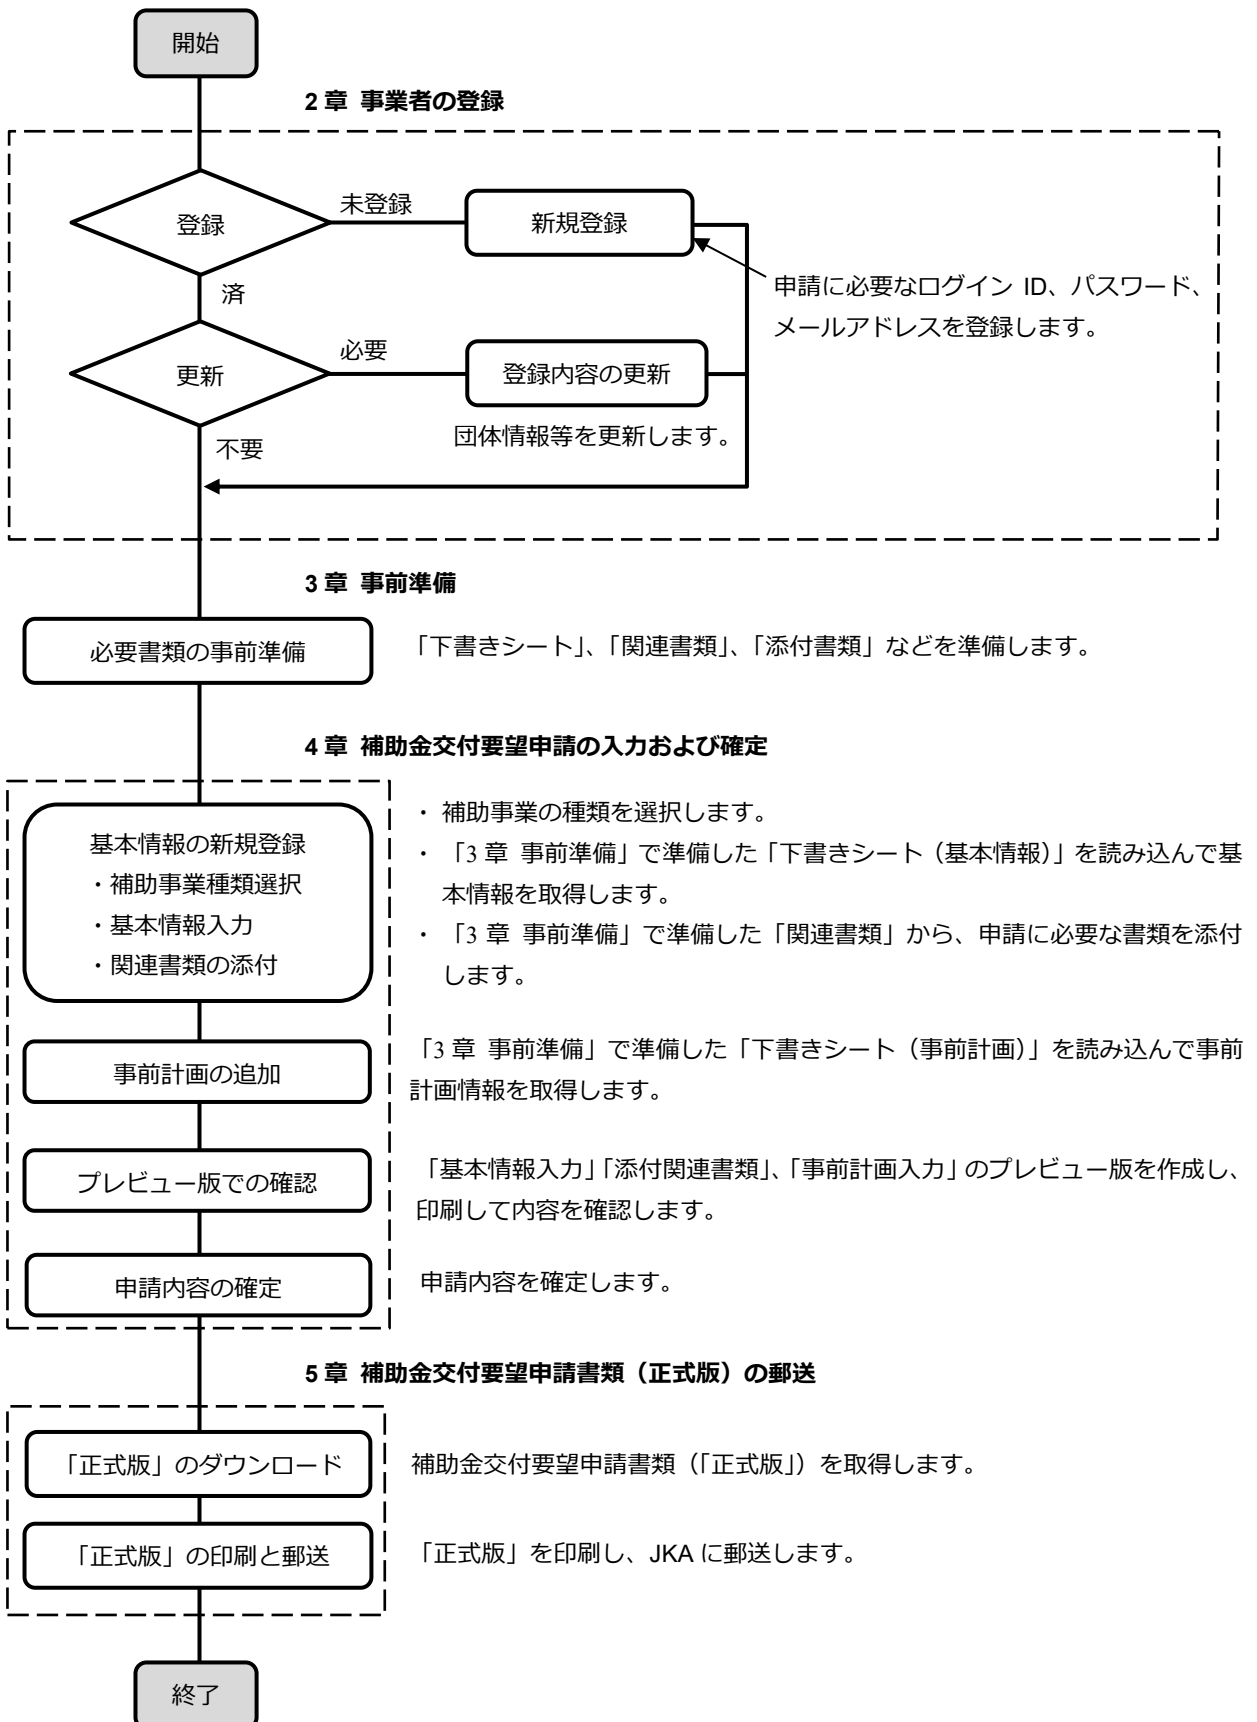 開始
2 章 事業者の登録
登録
未登録
新規登録
申請に必要なログイン ID、パスワード、
メールアドレスを登録します。
済
更新
必要
登録内容の更新
団体情報等を更新します。
不要
3 章 事前準備
必要書類の事前準備
「下書きシート」、「関連書類」、「添付書類」などを準備します。
4 章 補助金交付要望申請の入力および確定
基本情報の新規登録
・補助事業種類選択
・基本情報入力
・関連書類の添付
・ 補助事業の種類を選択します。
・ 「3 章 事前準備」で準備した「下書きシート（基本情報）」を読み込んで基
本情報を取得します。
・ 「3 章 事前準備」で準備した「関連書類」から、申請に必要な書類を添付
します。
事前計画の追加
「3 章 事前準備」で準備した「下書きシート（事前計画）」を読み込んで事前
計画情報を取得します。
プレビュー版での確認
「基本情報入力」「添付関連書類」、「事前計画入力」のプレビュー版を作成し、
印刷して内容を確認します。
申請内容の確定
申請内容を確定します。
5 章 補助金交付要望申請書類（正式版）の郵送
「正式版」のダウンロード
補助金交付要望申請書類（「正式版」）を取得します。
「正式版」の印刷と郵送
「正式版」を印刷し、JKA に郵送します。
終了